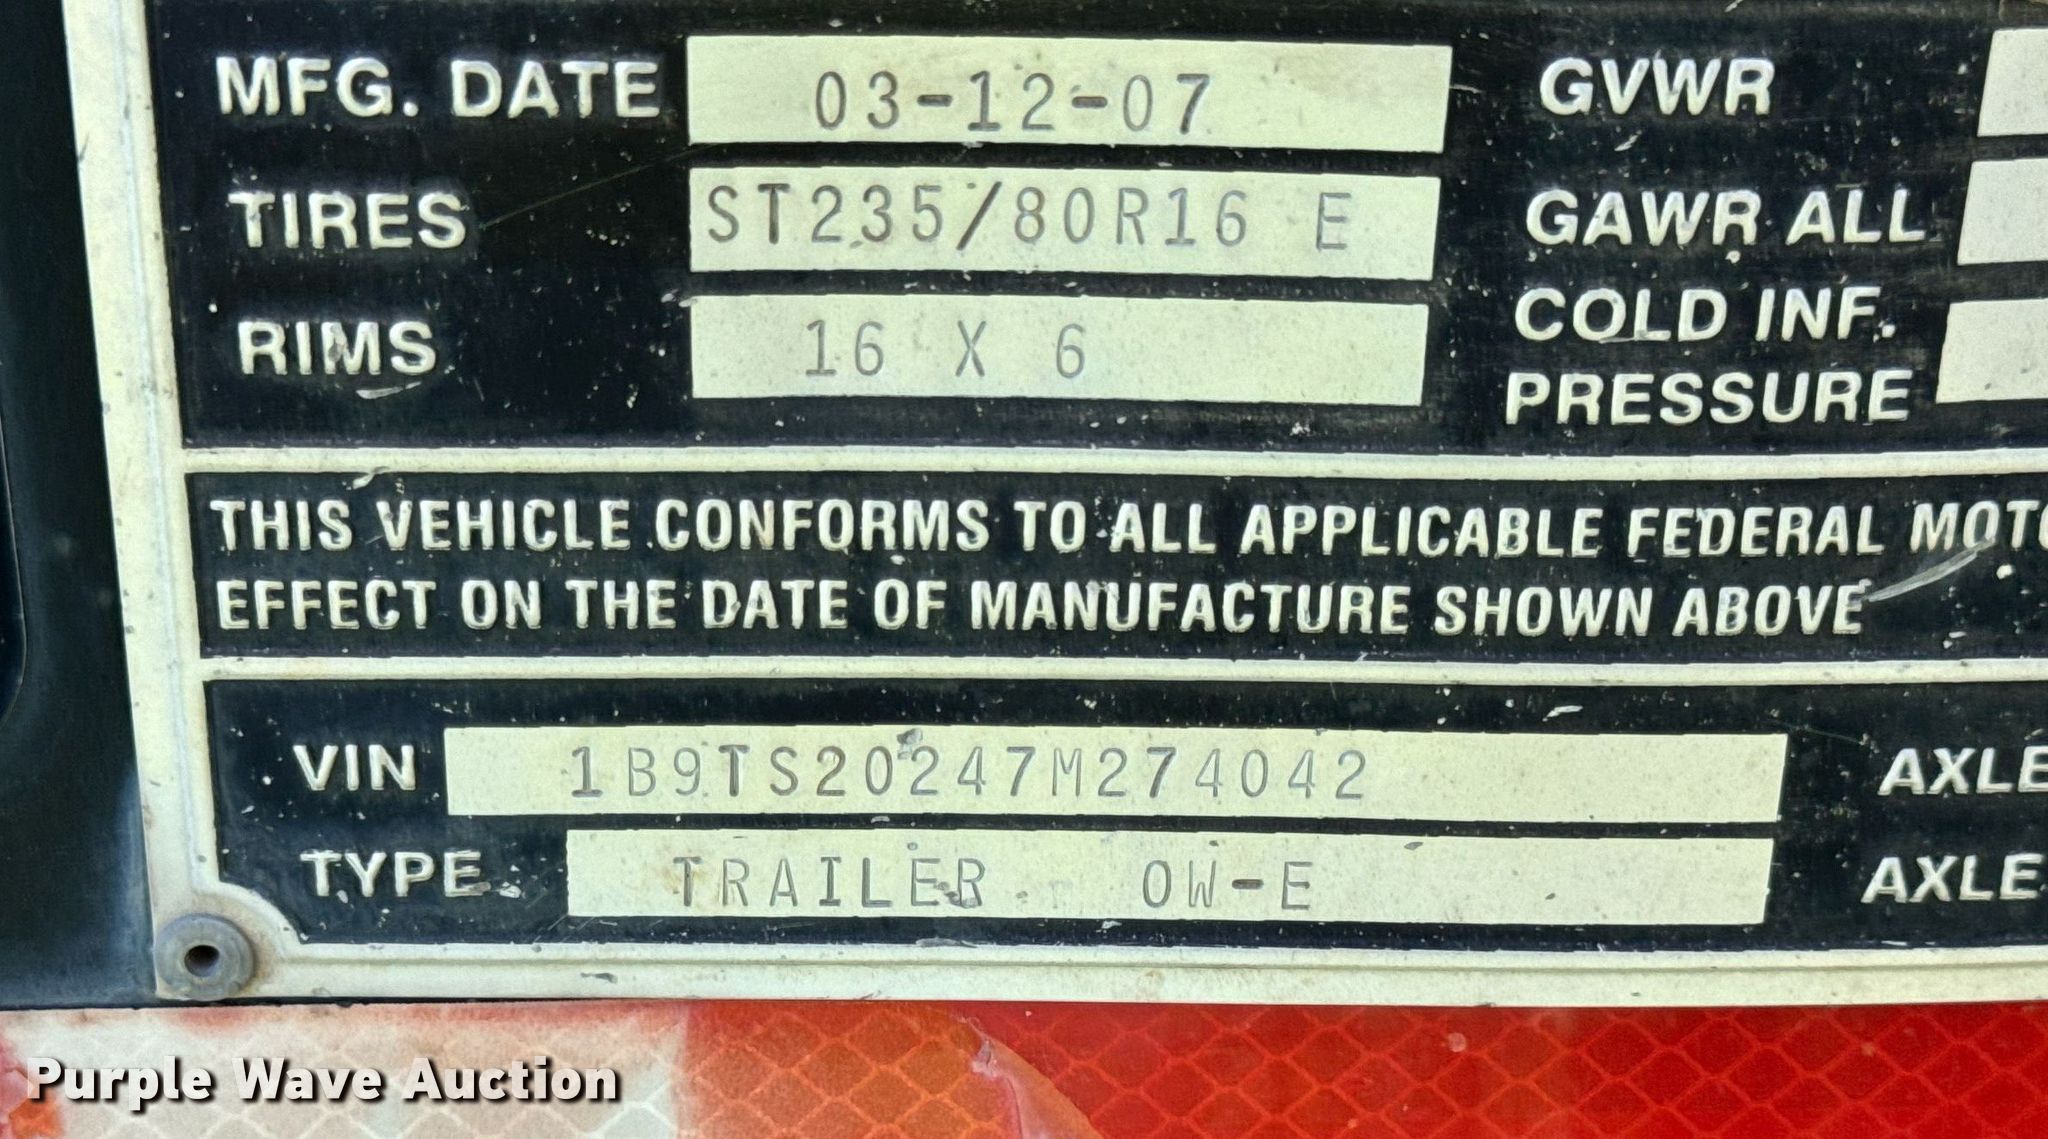 MFG. DATE 03-12-07 GVWR
TIRES ST235/80R16 E GAWR ALL
RIMS 16 X 6 COLD INF. PRESSURE
THIS VEHICLE CONFORMS TO ALL APPLICABLE FEDERAL MOTO
EFFECT ON THE DATE OF MANUFACTURE SHOWN ABOVE
VIN 1B9TS20247M274042 AXLE
TYPE TRAILER OW-E AXLE
Purple Wave Auction